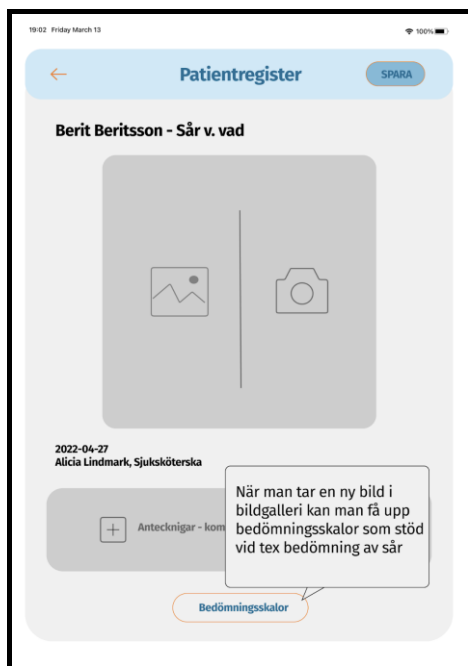 19:02 Friday March 13
100%
Patientregister
SPARA
Berit Beritsson - Sår v. vad
2022-04-27
Alicia Lindmark, Sjuksköterska
Antecknigar - kom
När man tar en ny bild i
bildgalleri kan man få upp
bedömningsskalor som stöd
vid tex bedömning av sår
Bedömningsskalor